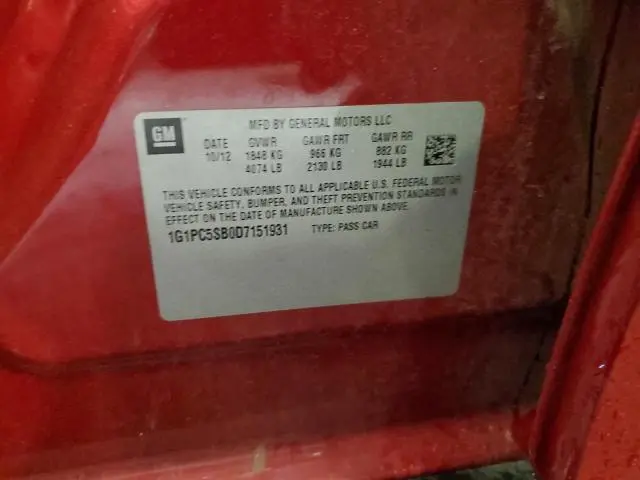 GM
MFD BY GENERAL MOTORS LLC
DATE GVWR GAWR FRT GAWR RR
10/12 1848 KG 966 KG 882 KG
4074 LB 2130 LB 1944 LB
THIS VEHICLE CONFORMS TO ALL APPLICABLE U.S. FEDERAL MOTOR
VEHICLE SAFETY, BUMPER, AND THEFT PREVENTION STANDARDS IN
EFFECT ON THE DATE OF MANUFACTURE SHOWN ABOVE.
1G1PC5SB0D7151931 TYPE: PASS CAR